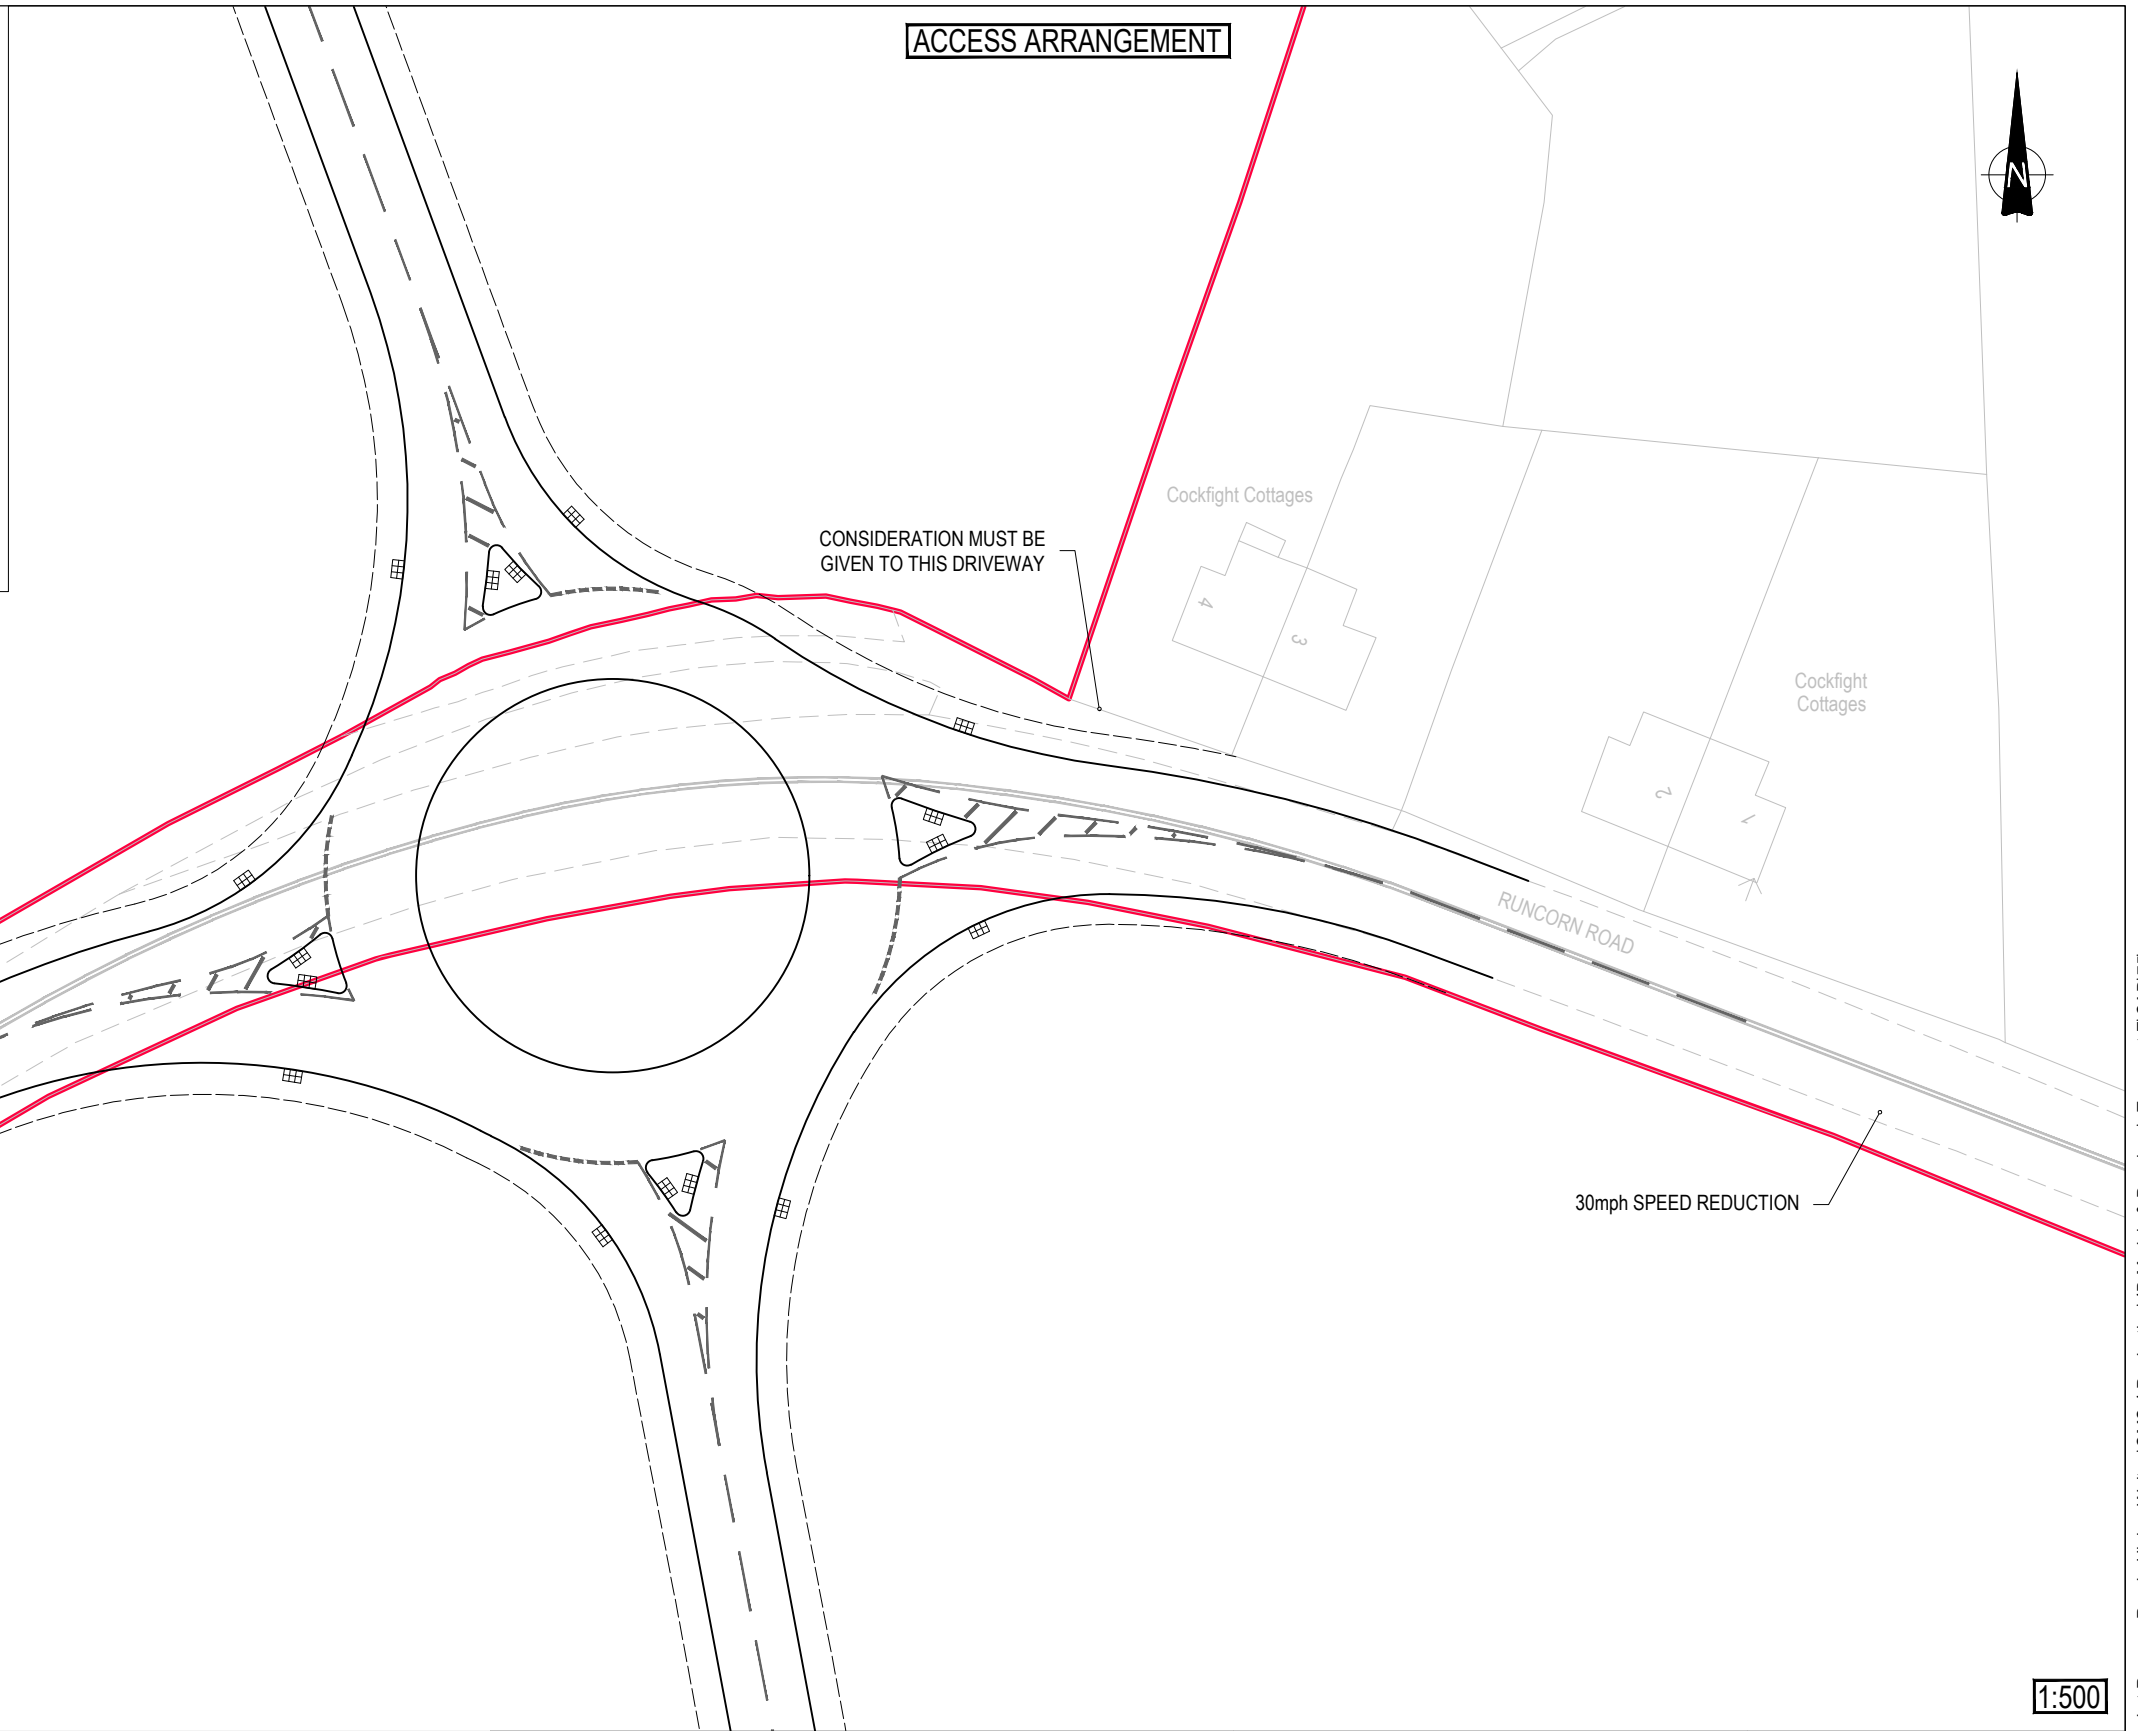 ACCESS ARRANGEMENT
N
Cockfight Cottages
CONSIDERATION MUST BE
GIVEN TO THIS DRIVEWAY
4
3
Cockfight
Cottages
2
1
RUNCORN ROAD
30mph SPEED REDUCTION
1:500